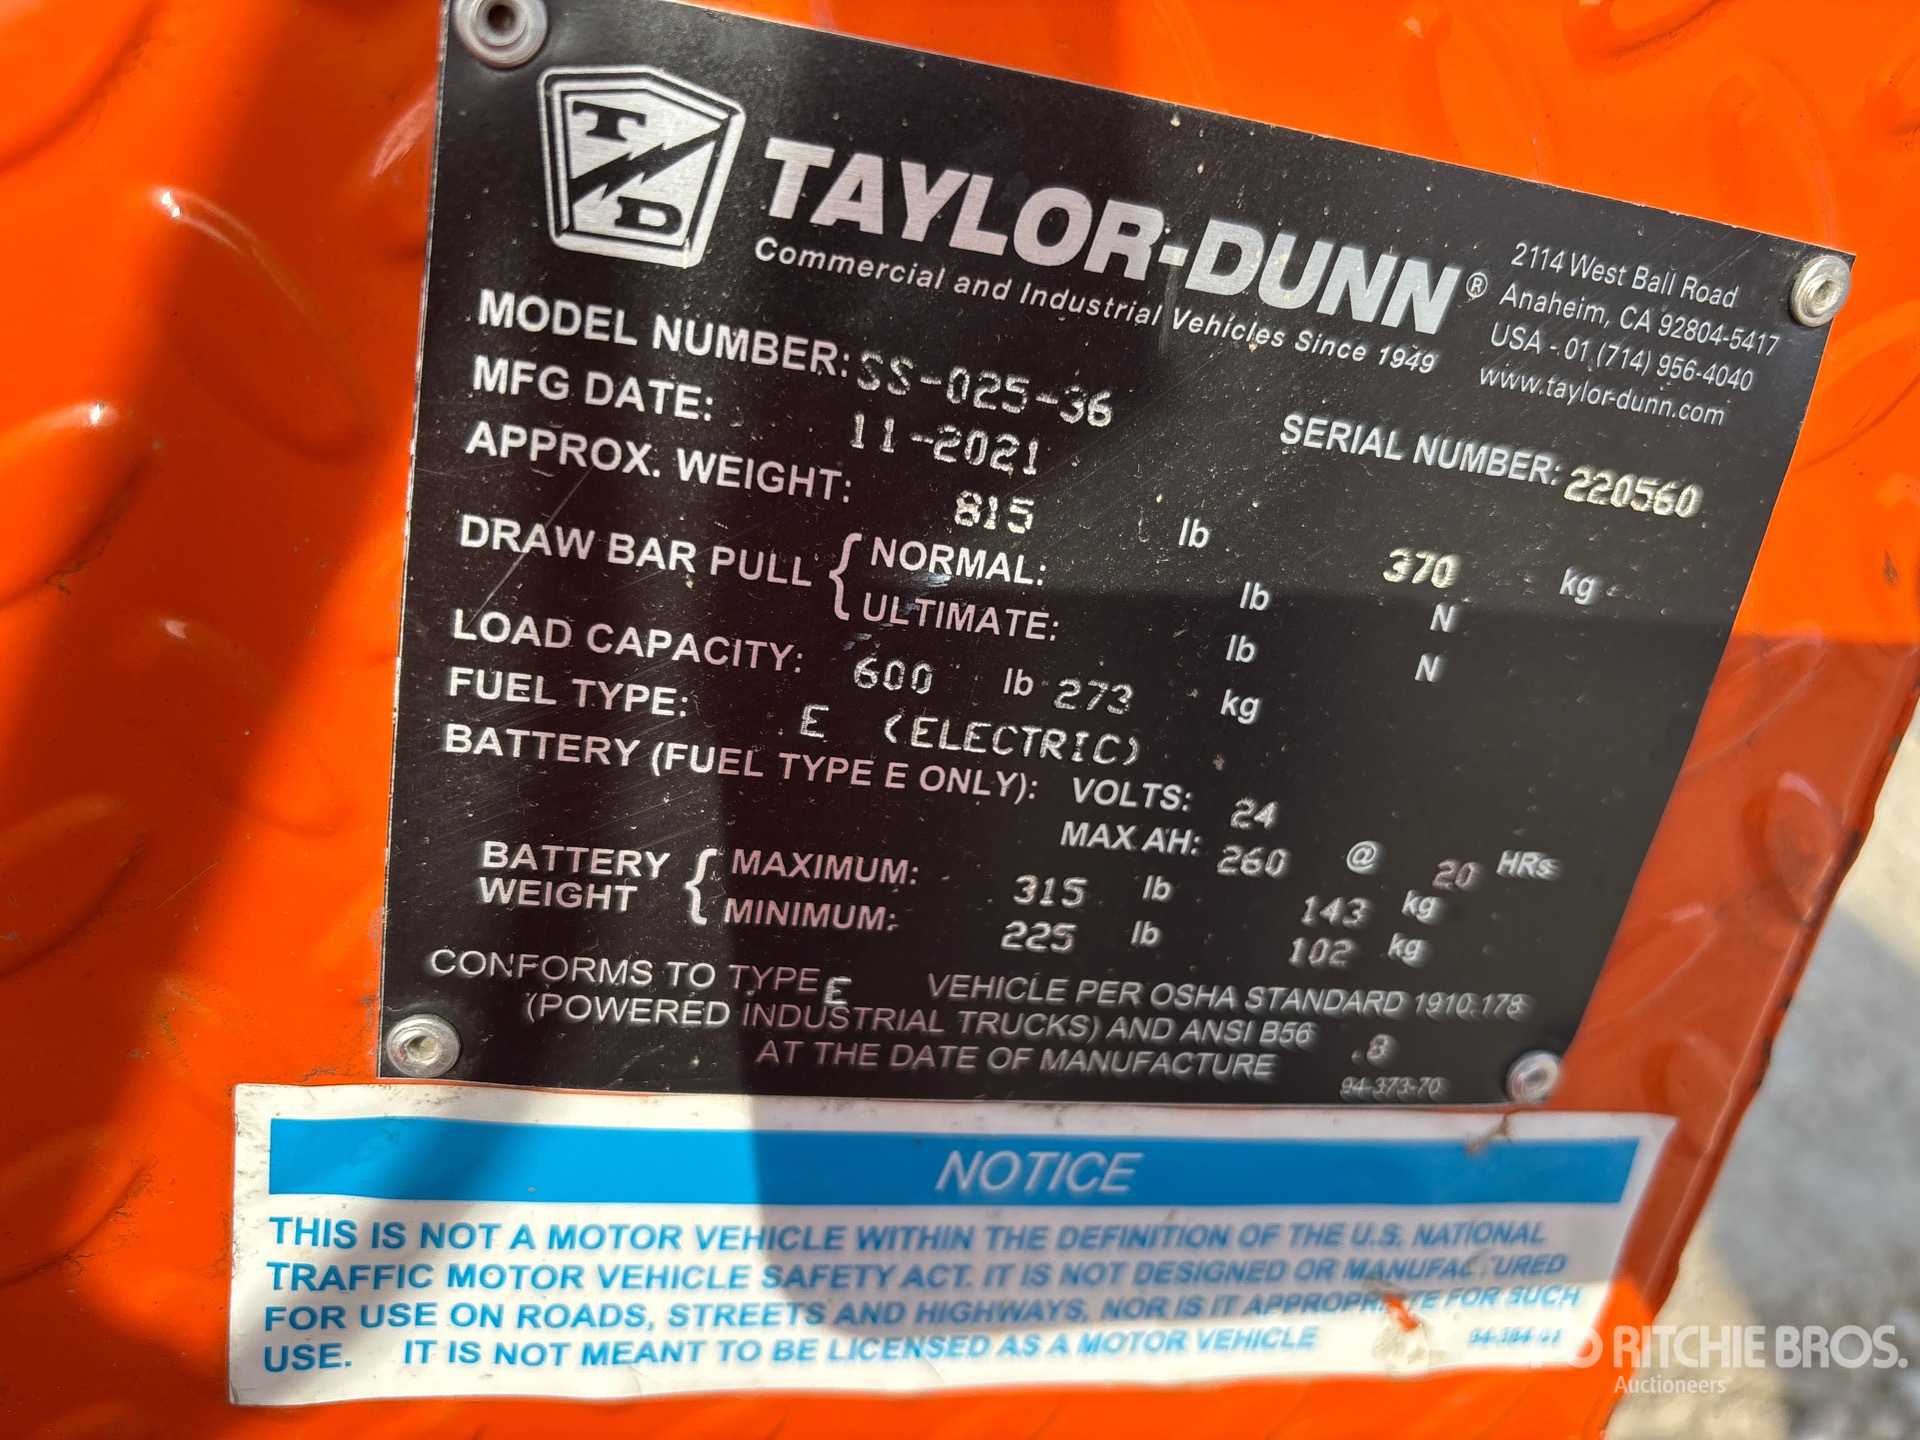 T D
TAYLOR-DUNN®
Commercial and Industrial Vehicles Since 1949
2114 West Ball Road
Anaheim, CA 92804-5417
USA - 01 (714) 956-4040
www.taylor-dunn.com
MODEL NUMBER: SS-025-36
SERIAL NUMBER: 220560
MFG DATE: 11-2021
APPROX. WEIGHT: 815 lb 370 kg
DRAW BAR PULL { NORMAL: lb N
ULTIMATE: lb N
LOAD CAPACITY: 600 lb 273 kg
FUEL TYPE: E (ELECTRIC)
BATTERY (FUEL TYPE E ONLY): VOLTS: 24
MAX AH: 260 @ 20 HRs
BATTERY WEIGHT { MAXIMUM: 315 lb 143 kg
MINIMUM: 225 lb 102 kg
CONFORMS TO TYPE E VEHICLE PER OSHA STANDARD 1910.178
(POWERED INDUSTRIAL TRUCKS) AND ANSI B56 .8
AT THE DATE OF MANUFACTURE
94-373-70
NOTICE
THIS IS NOT A MOTOR VEHICLE WITHIN THE DEFINITION OF THE U.S. NATIONAL
TRAFFIC MOTOR VEHICLE SAFETY ACT. IT IS NOT DESIGNED OR MANUFACTURED
FOR USE ON ROADS, STREETS AND HIGHWAYS, NOR IS IT APPROPRIATE FOR SUCH
USE. IT IS NOT MEANT TO BE LICENSED AS A MOTOR VEHICLE
RITCHIE BROS.
Auctioneers